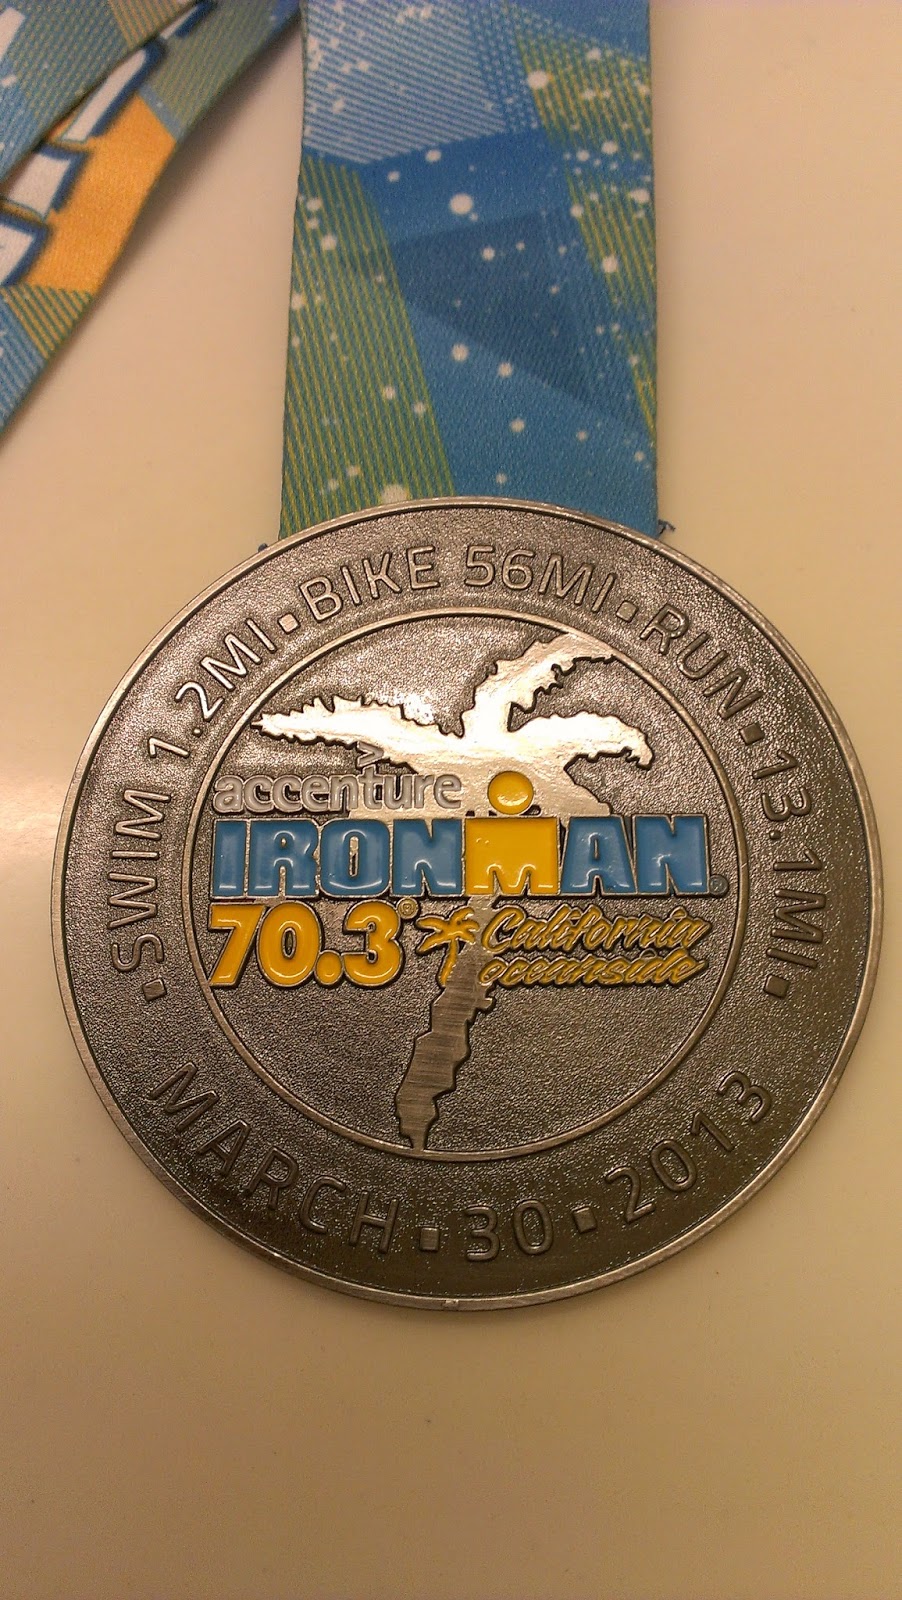 SWIM 1.2MI▪BIKE 56MI▪RUN▪13.1MI▪
accenture
IRONMAN®
70.3® California
oceanside
MARCH▪30▪2013